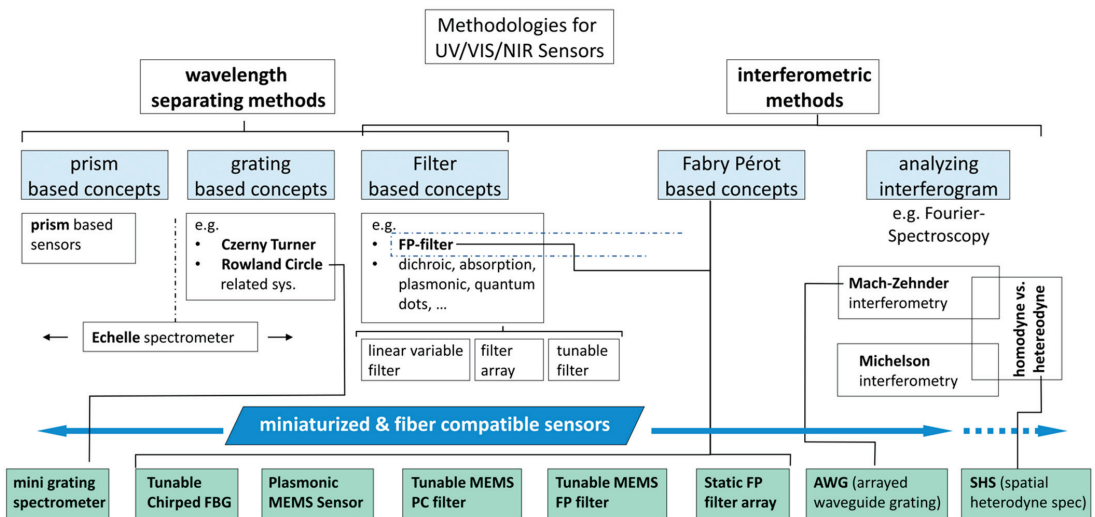 Methodologies for
UV/VIS/NIR Sensors
wavelength
separating methods
interferometric
methods
prism
based concepts
grating
based concepts
Filter
based concepts
Fabry Pérot
based concepts
analyzing
interferogram
prism based
sensors
e.g.
• Czerny Turner
• Rowland Circle
related sys.
e.g.
• FP-filter
• dichroic, absorption,
plasmonic, quantum
dots, ...
e.g. Fourier-
Spectroscopy
Echelle spectrometer
linear variable
filter
filter
array
tunable
filter
Mach-Zehnder
interferometry
Michelson
interferometry
homodyne vs.
hetereodyne
miniaturized & fiber compatible sensors
mini grating
spectrometer
Tunable
Chirped FBG
Plasmonic
MEMS Sensor
Tunable MEMS
PC filter
Tunable MEMS
FP filter
Static FP
filter array
AWG (arrayed
waveguide grating)
SHS (spatial
heterodyne spec)